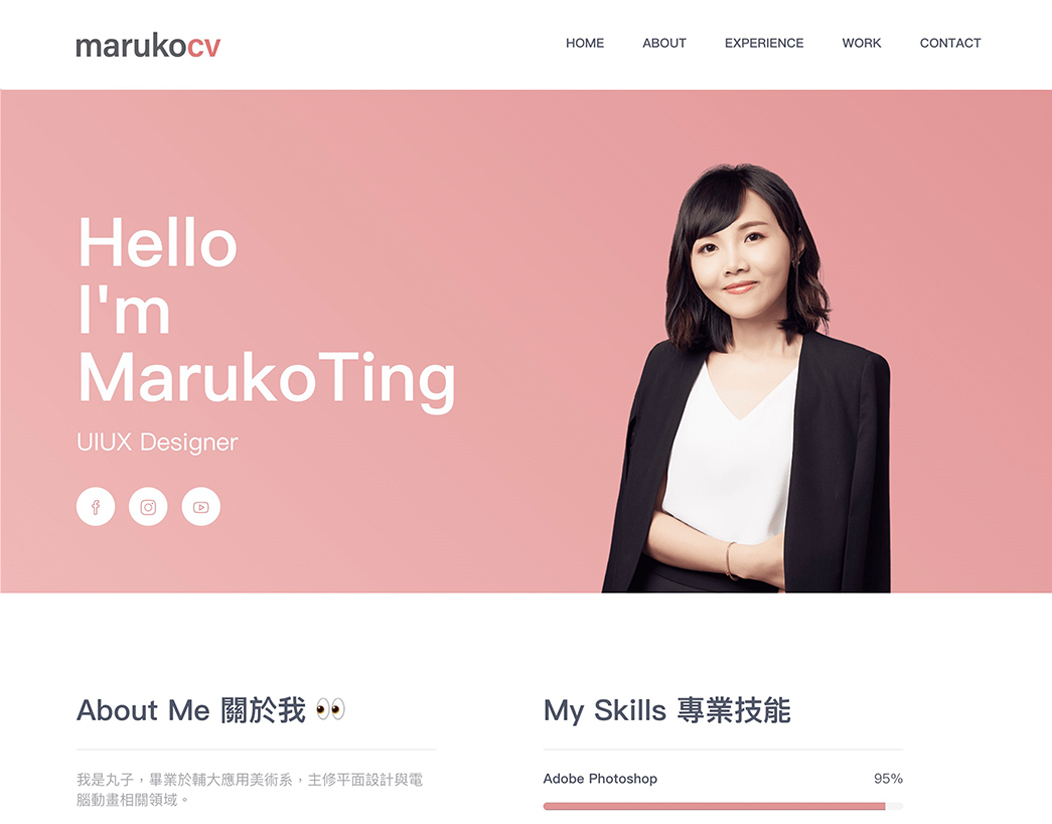 marukocv
HOME ABOUT EXPERIENCE WORK CONTACT
Hello
I'm
MarukoTing
UIUX Designer
About Me 關於我 👀
我是丸子，畢業於輔大應用美術系，主修平面設計與電
腦動畫相關領域。
My Skills 專業技能
Adobe Photoshop 95%